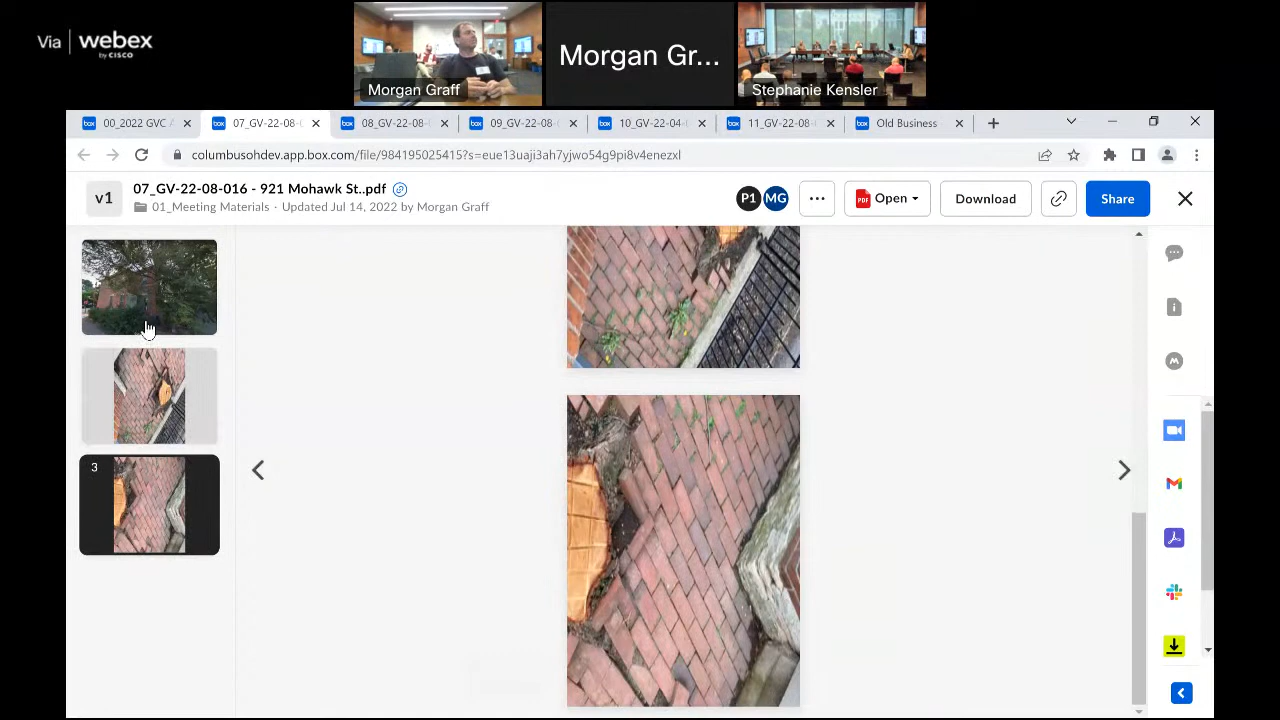 Via | webex
by CISCO
Morgan Graff
Morgan Gr...
Stephanie Kensler
00_2022 GVC /
07_GV-22-08-
08_GV-22-08-
09_GV-22-08-
10_GV-22-04-
11_GV-22-08-
Old Business
columbusohdev.app.box.com/file/984195025415?s=eue13uaji3ah7yjwo54g9pi8v4enezxl
v1
07_GV-22-08-016 - 921 Mohawk St..pdf
01_Meeting Materials · Updated Jul 14, 2022 by Morgan Graff
P1
MG
PDF
Open
Download
Share
3